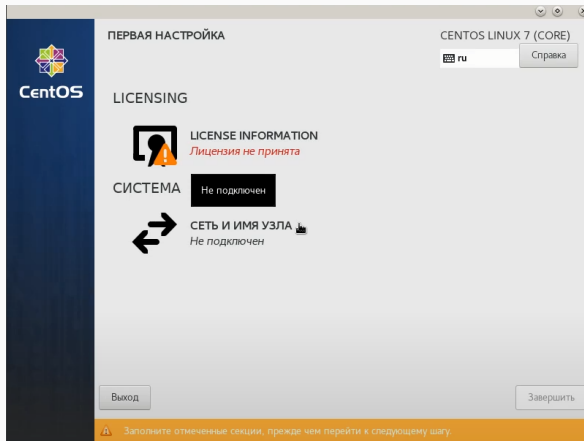 ПЕРВАЯ НАСТРОЙКА
CENTOS LINUX 7 (CORE)
ru
Справка
CentOS
LICENSING
LICENSE INFORMATION
Лицензия не принята
СИСТЕМА
Не подключен
СЕТЬ И ИМЯ УЗЛА
Не подключен
Выход
Завершить
Заполните отмеченные секции, прежде чем перейти к следующему шагу.